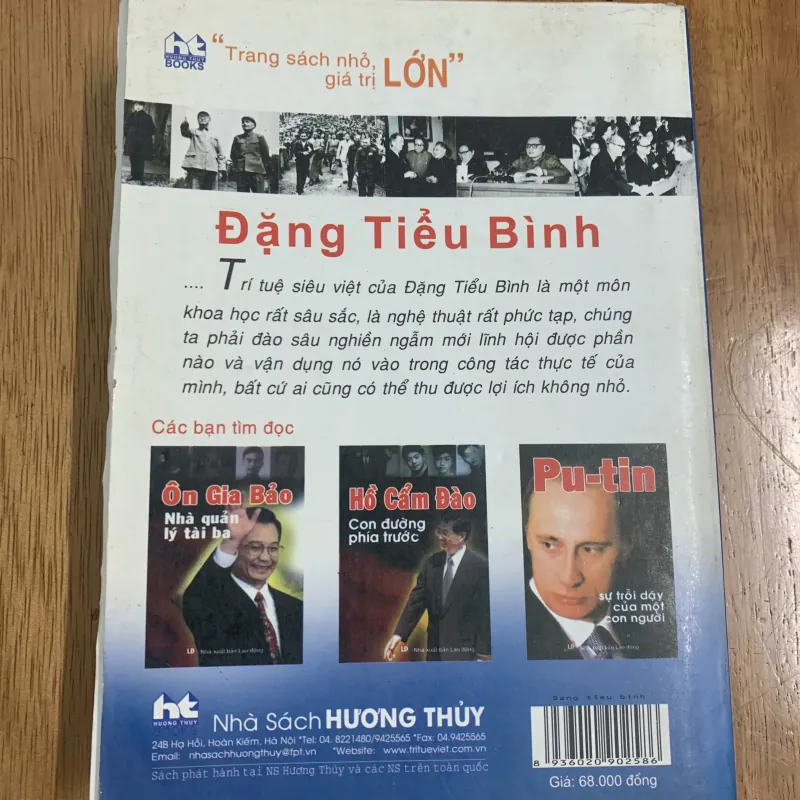 ht
HUONG THUY
BOOKS
"Trang sách nhỏ,
giá trị LỚN"
Đặng Tiểu Bình
.... Trí tuệ siêu việt của Đặng Tiểu Bình là một môn
khoa học rất sâu sắc, là nghệ thuật rất phức tạp, chúng
ta phải đào sâu nghiền ngẫm mới lĩnh hội được phần
nào và vận dụng nó vào trong công tác thực tế của
mình, bất cứ ai cũng có thể thu được lợi ích không nhỏ.
Các bạn tìm đọc
Ôn Gia Bảo
Nhà quản
lý tài ba
LĐ Nhà xuất bản Lao động
Hồ Cẩm Đào
Con đường
phía trước
LĐ Nhà xuất bản Lao động
Pu-tin
sự trỗi dậy
của một
con người
LĐ Nhà xuất bản Lao động
ht
HUONG THUY
BOOKS
Nhà Sách HƯƠNG THỦY
24B Hạ Hồi, Hoàn Kiếm, Hà Nội *Tel: 04. 8221480/9425565 *Fax: 04.9425565
Email: nhasachhuongthuy@fpt.vn *Website: www.tritueviet.com.vn
Sách phát hành tại NS Hương Thủy và các NS trên toàn quốc
Dang tieu binh
8 936020 902586
Giá: 68.000 đồng